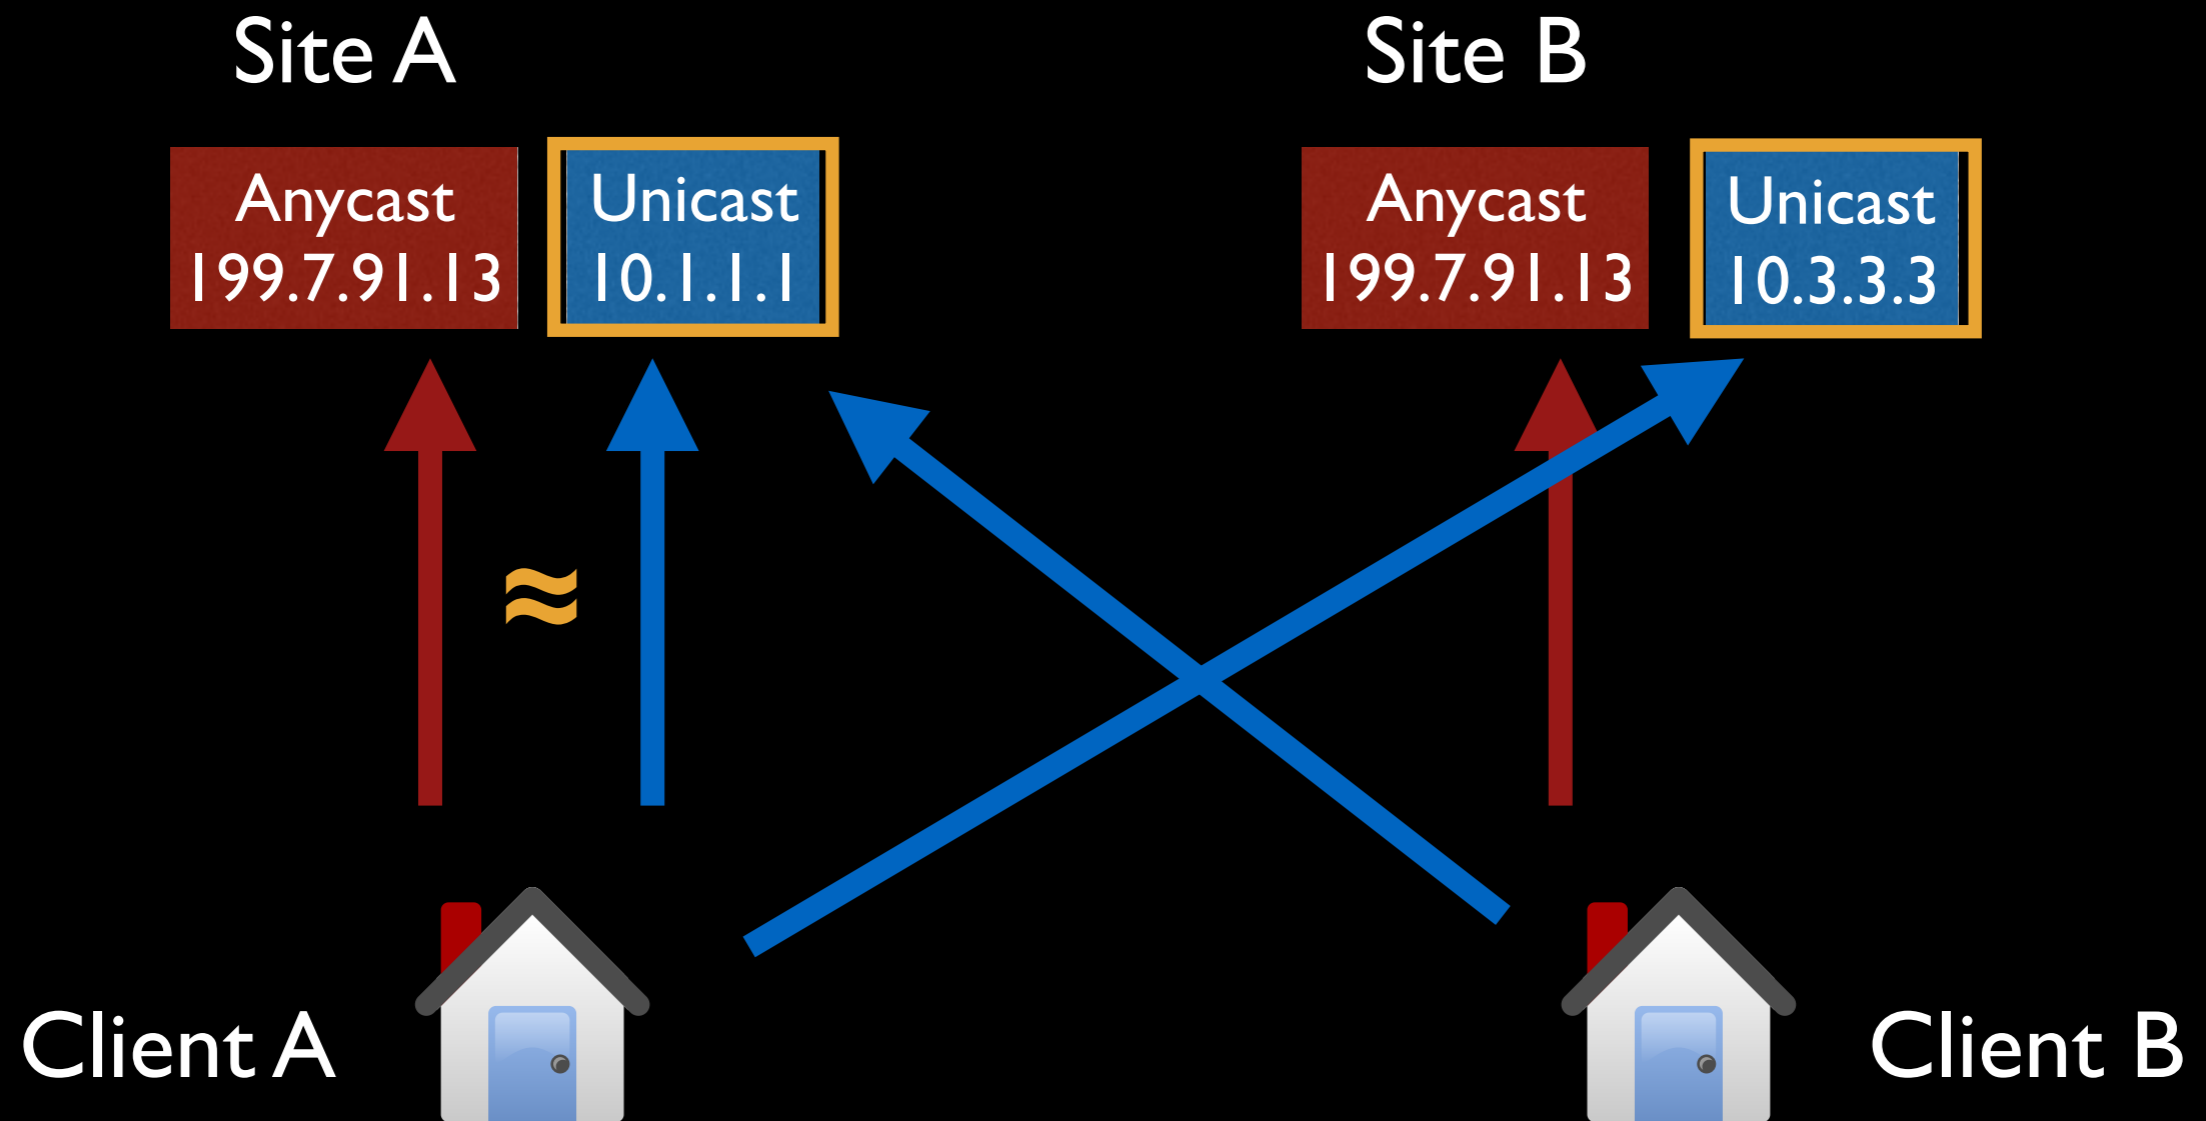 Site A
Site B
Anycast
199.7.91.13
Unicast
10.1.1.1
Anycast
199.7.91.13
Unicast
10.3.3.3
≈
Client A
Client B